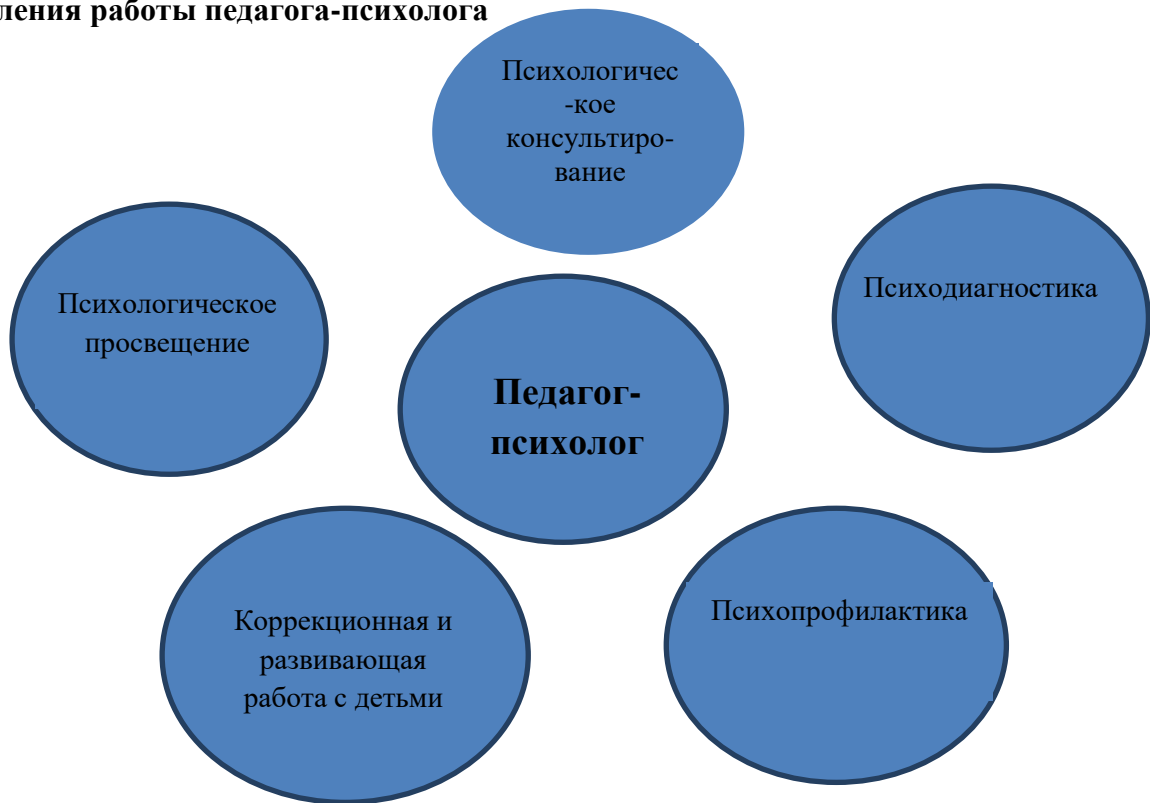 ления работы педагога-психолога
Психологичес
-кое
консультиро-
вание
Психологическое
просвещение
Психодиагностика
Педагог-
психолог
Коррекционная и
развивающая
работа с детьми
Психопрофилактика